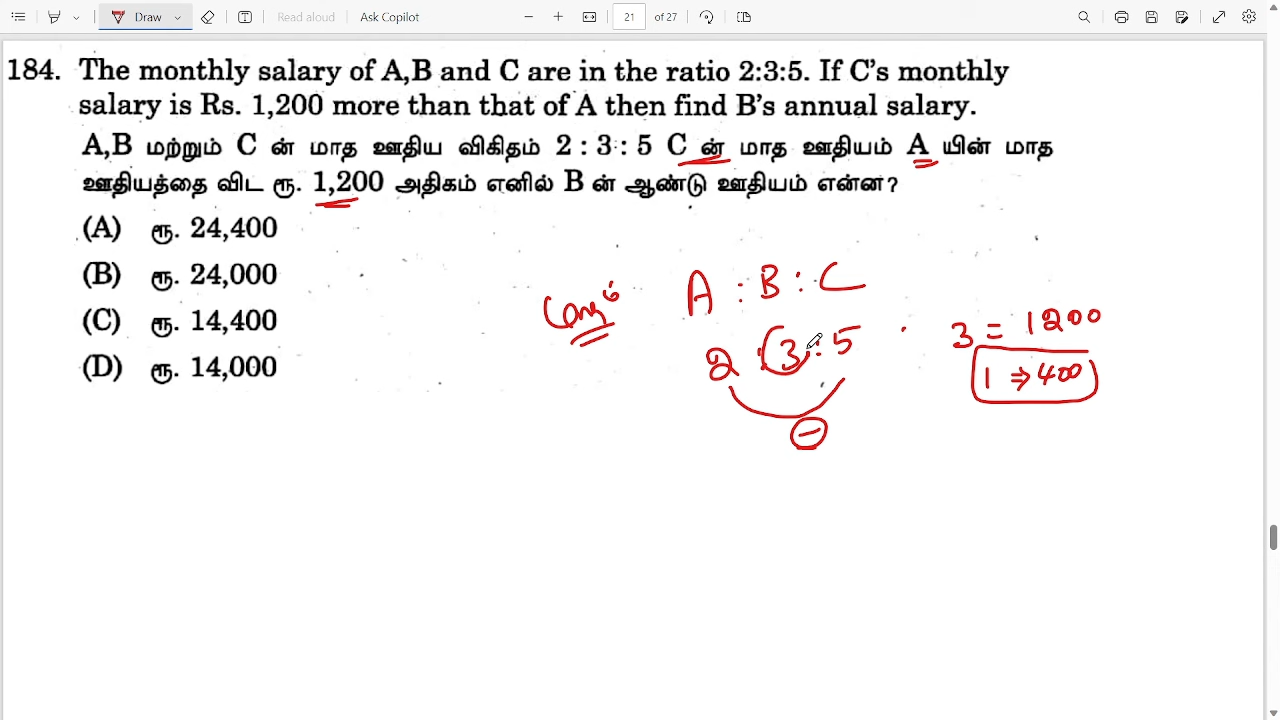 Draw
Read aloud
Ask Copilot
21
of 27
184. The monthly salary of A,B and C are in the ratio 2:3:5. If C's monthly
salary is Rs. 1,200 more than that of A then find B's annual salary.
A,B மற்றும் C ன் மாத ஊதிய விகிதம் 2 : 3 : 5 C ன் மாத ஊதியம் A யின் மாத
ஊதியத்தை விட ரூ. 1,200 அதிகம் எனில் B ன் ஆண்டு ஊதியம் என்ன?
(A) ரூ. 24,400
(B) ரூ. 24,000
(C) ரூ. 14,400
(D) ரூ. 14,000
A : B : C
2 : 3 : 5
3 = 1200
1 ⇒ 400